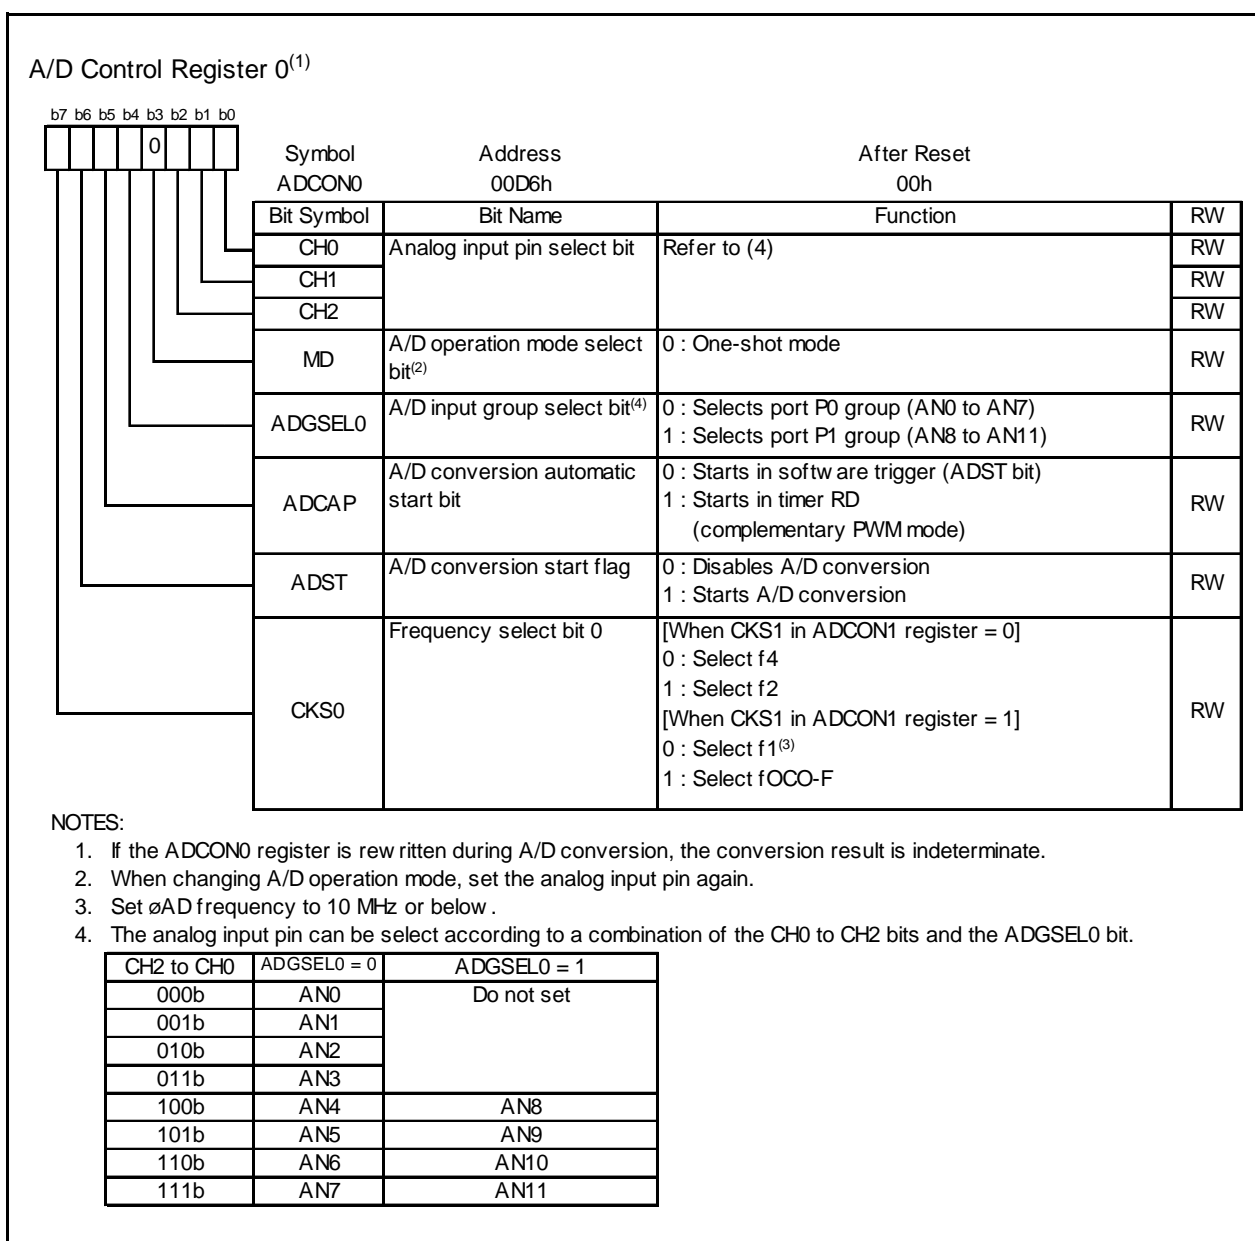 A/D Control Register 0(1)
b7 b6 b5 b4 b3 b2 b1 b0
0
Symbol Address After Reset
ADCON0 00D6h 00h
Bit Symbol Bit Name Function RW
CH0 Analog input pin select bit Refer to (4) RW
CH1 RW
CH2 RW
MD A/D operation mode select bit(2) 0 : One-shot mode RW
ADGSEL0 A/D input group select bit(4) 0 : Selects port P0 group (AN0 to AN7)
1 : Selects port P1 group (AN8 to AN11) RW
ADCAP A/D conversion automatic start bit 0 : Starts in software trigger (ADST bit)
1 : Starts in timer RD
(complementary PWM mode) RW
ADST A/D conversion start flag 0 : Disables A/D conversion
1 : Starts A/D conversion RW
CKS0 Frequency select bit 0 [When CKS1 in ADCON1 register = 0]
0 : Select f4
1 : Select f2
[When CKS1 in ADCON1 register = 1]
0 : Select f1(3)
1 : Select fOCO-F RW
NOTES:
1. If the ADCON0 register is rewritten during A/D conversion, the conversion result is indeterminate.
2. When changing A/D operation mode, set the analog input pin again.
3. Set øAD frequency to 10 MHz or below.
4. The analog input pin can be select according to a combination of the CH0 to CH2 bits and the ADGSEL0 bit.
CH2 to CH0 ADGSEL0 = 0 ADGSEL0 = 1
000b AN0 Do not set
001b AN1
010b AN2
011b AN3
100b AN4 AN8
101b AN5 AN9
110b AN6 AN10
111b AN7 AN11